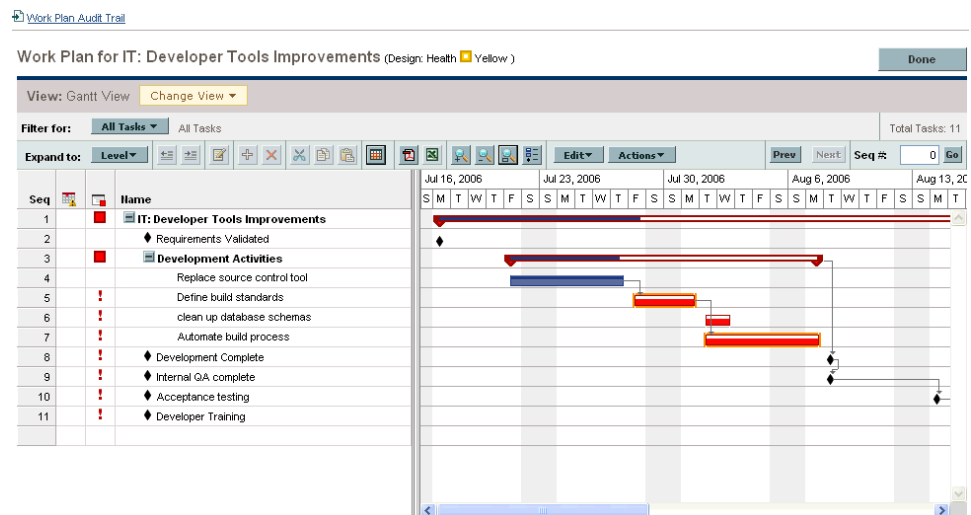 Work Plan Audit Trail
Work Plan for IT: Developer Tools Improvements (Design: Health Yellow )
Done
View: Gantt View Change View
Filter for: All Tasks All Tasks Total Tasks: 11
Expand to: Level Edit Actions Prev Next Seq #: 0 Go
Jul 16, 2006 Jul 23, 2006 Jul 30, 2006 Aug 6, 2006 Aug 13, 20
Seq Name S M T W T F S S M T W T F S S M T W T F S S M T W T F S S M T
1 IT: Developer Tools Improvements
2 Requirements Validated
3 Development Activities
4 Replace source control tool
5 ! Define build standards
6 ! clean up database schemas
7 ! Automate build process
8 ! Development Complete
9 ! Internal QA complete
10 ! Acceptance testing
11 ! Developer Training